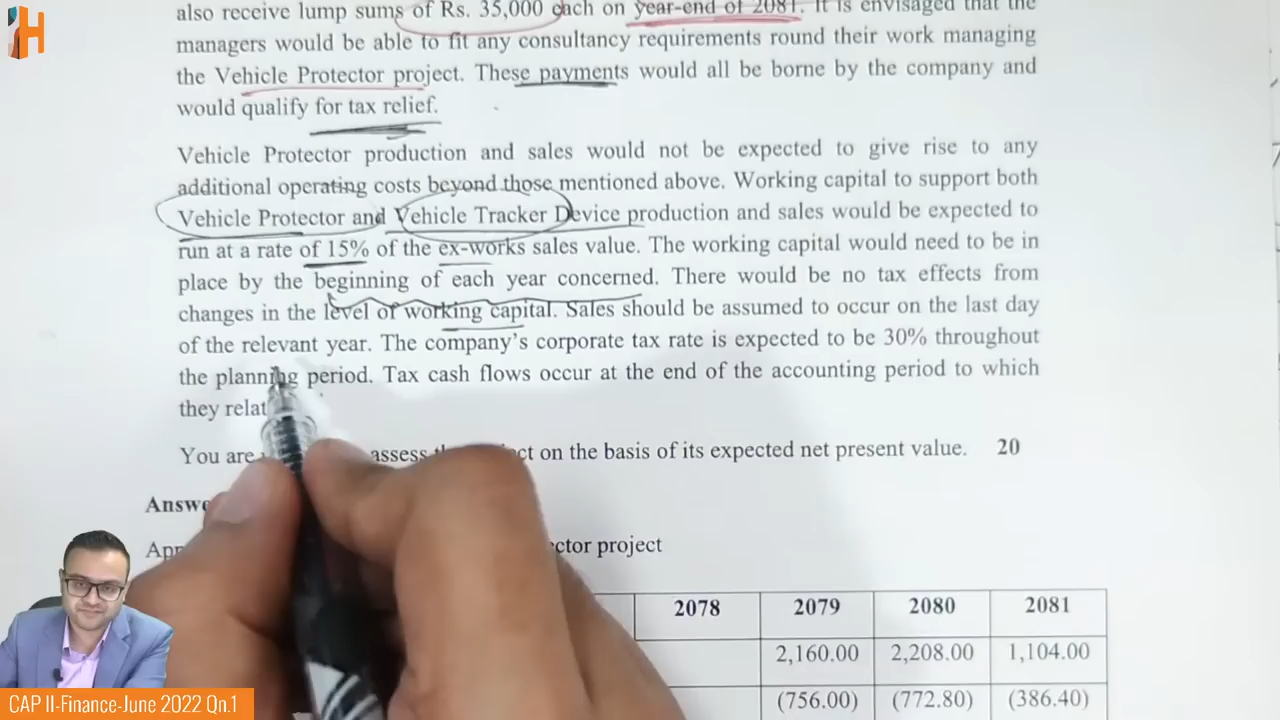 H
also receive lump sums of Rs. 35,000 each on year-end of 2081. It is envisaged that the
managers would be able to fit any consultancy requirements round their work managing
the Vehicle Protector project. These payments would all be borne by the company and
would qualify for tax relief.
Vehicle Protector production and sales would not be expected to give rise to any
additional operating costs beyond those mentioned above. Working capital to support both
Vehicle Protector and Vehicle Tracker Device production and sales would be expected to
run at a rate of 15% of the ex-works sales value. The working capital would need to be in
place by the beginning of each year concerned. There would be no tax effects from
changes in the level of working capital. Sales should be assumed to occur on the last day
of the relevant year. The company's corporate tax rate is expected to be 30% throughout
the planning period. Tax cash flows occur at the end of the accounting period to which
they relat
You are assess on the basis of its expected net present value. 20
Answe
project
2078 2079 2080 2081
2,160.00 2,208.00 1,104.00
(756.00) (772.80) (386.40)
CAP II-Finance-June 2022 Qn.1